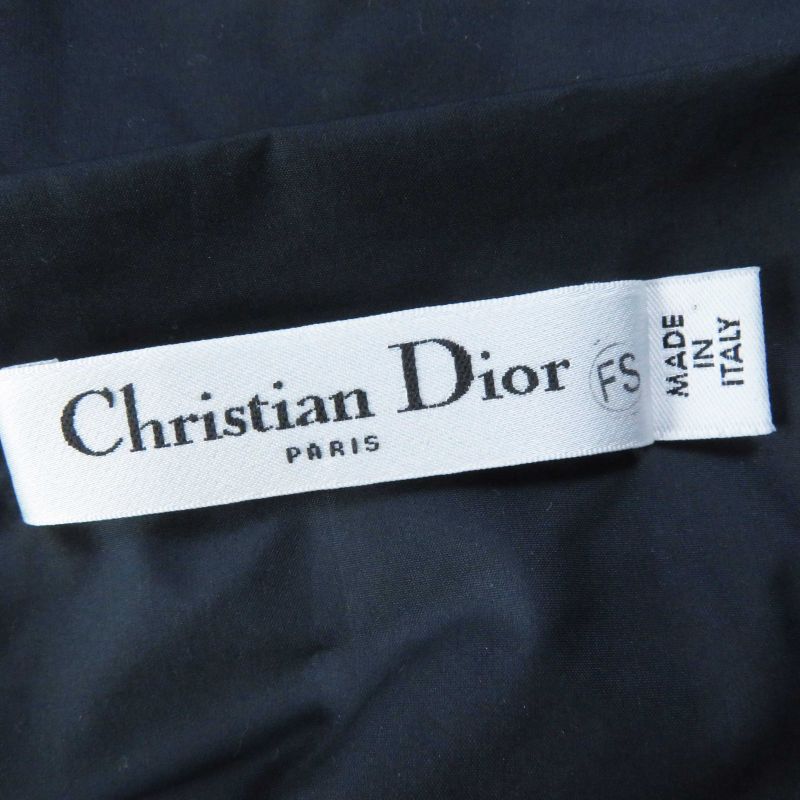 Christian Dior
PARIS
FS
MADE
IN
ITALY